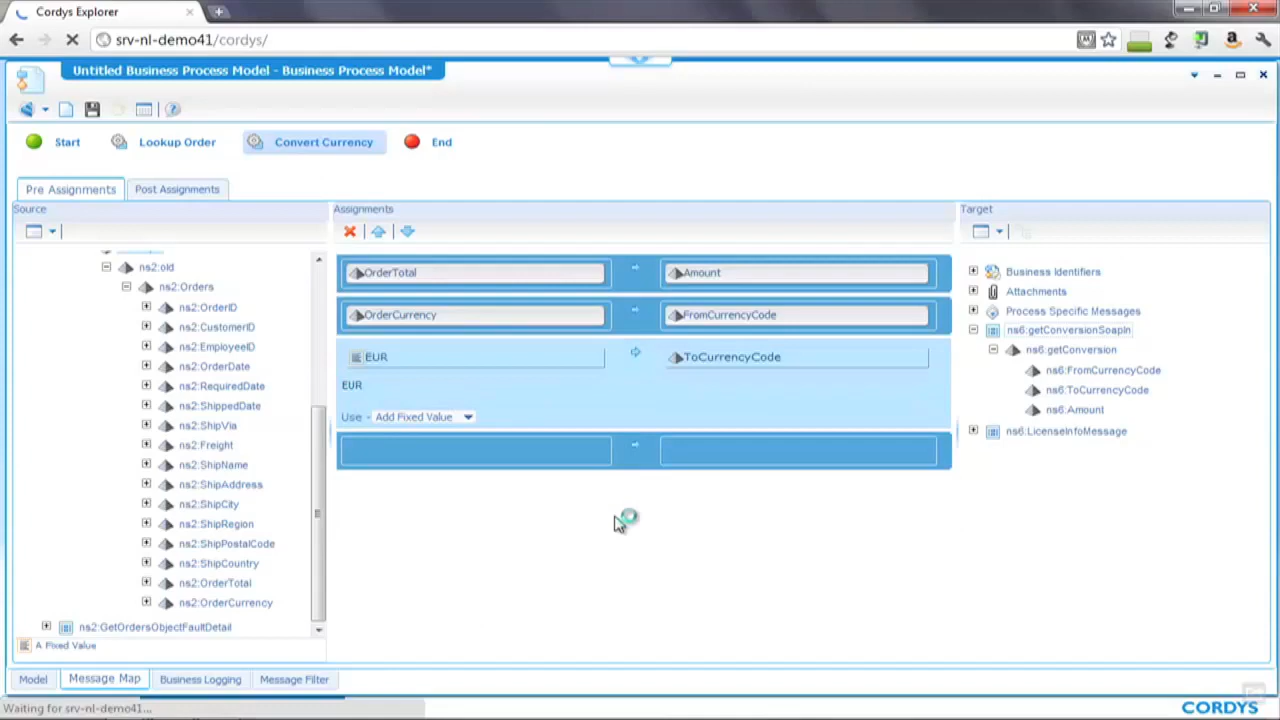 Cordys Explorer
srv-nl-demo41/cordys/
Untitled Business Process Model - Business Process Model*
Start
Lookup Order
Convert Currency
End
Pre Assignments
Post Assignments
Source
Assignments
Target
ns2:old
ns2:Orders
ns2:OrderID
ns2:CustomerID
ns2:EmployeeID
ns2:OrderDate
ns2:RequiredDate
ns2:ShippedDate
ns2:ShipVia
ns2:Freight
ns2:ShipName
ns2:ShipAddress
ns2:ShipCity
ns2:ShipRegion
ns2:ShipPostalCode
ns2:ShipCountry
ns2:OrderTotal
ns2:OrderCurrency
ns2:GetOrdersObjectFaultDetail
A Fixed Value
OrderTotal
Amount
OrderCurrency
FromCurrencyCode
EUR
ToCurrencyCode
EUR
Use - Add Fixed Value
Business Identifiers
Attachments
Process Specific Messages
ns6:getConversionSoapIn
ns6:getConversion
ns6:FromCurrencyCode
ns6:ToCurrencyCode
ns6:Amount
ns6:LicenseInfoMessage
Model
Message Map
Business Logging
Message Filter
Waiting for srv-nl-demo41...
CORDYS